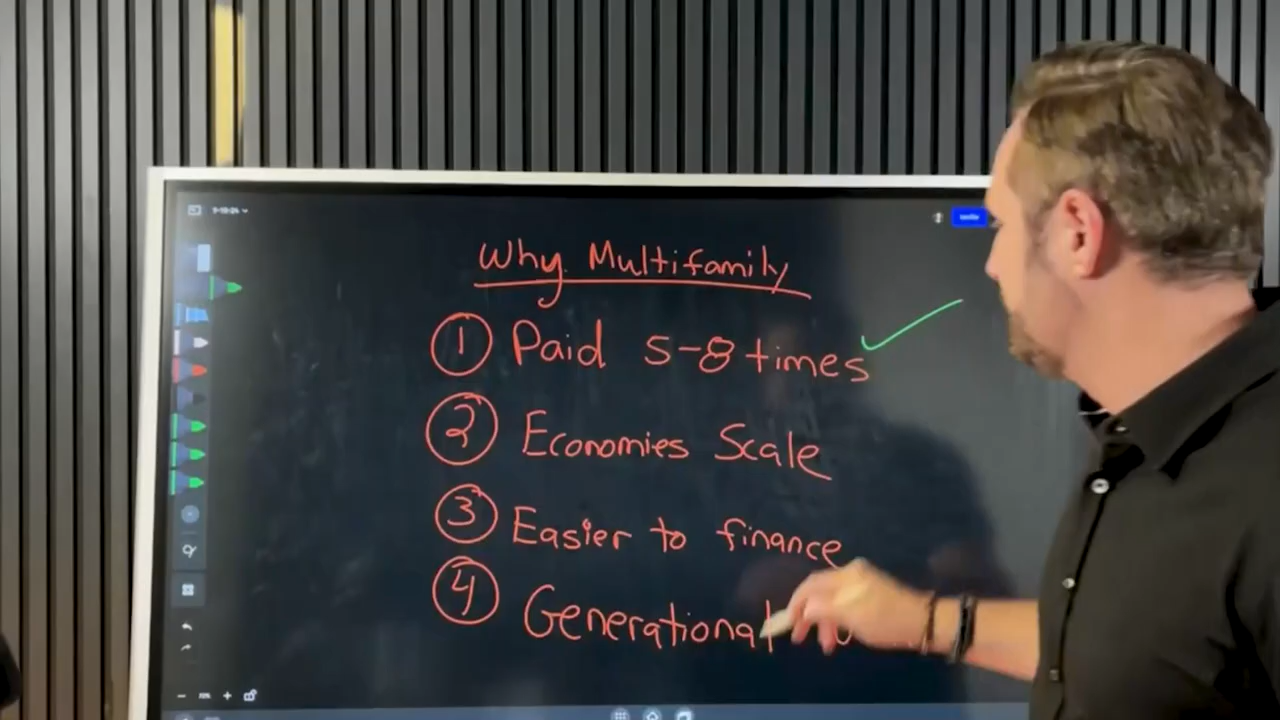 Why Multifamily
① Paid 5-8 times
② Economies Scale
③ Easier to finance
④ Generational